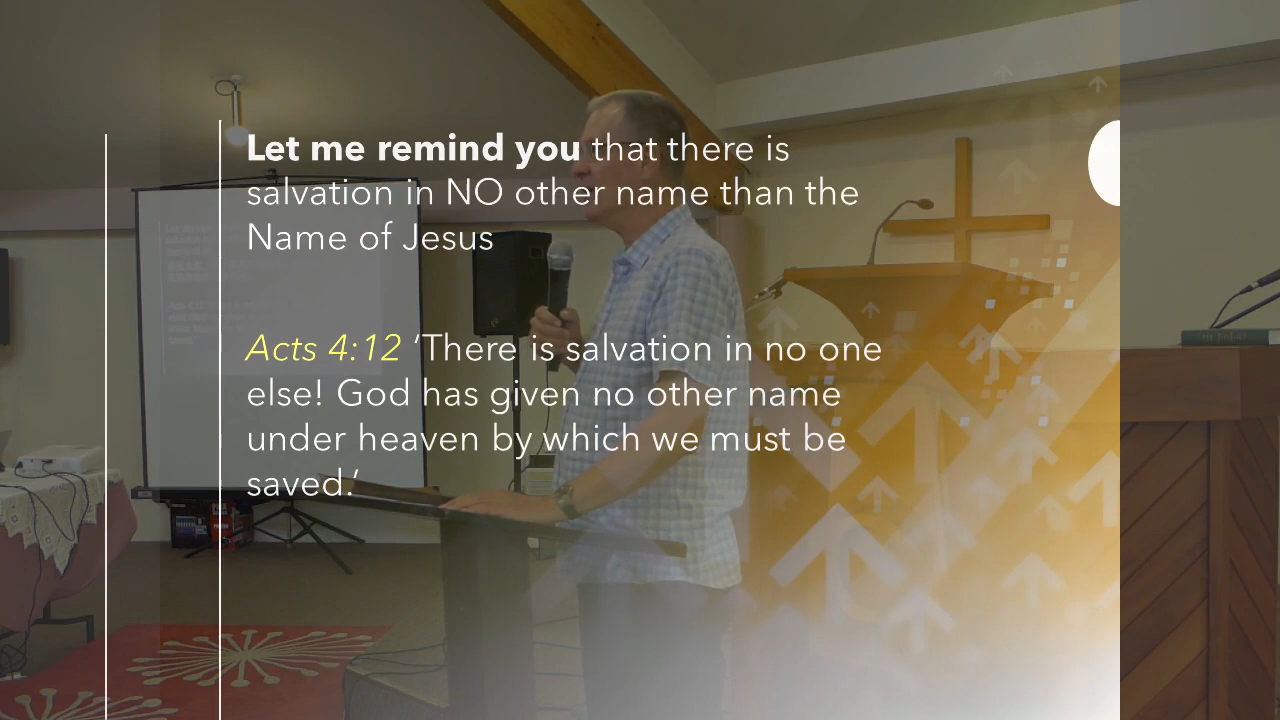 Let me remind you that there is
salvation in NO other name than the
Name of Jesus
Acts 4:12 ‘There is salvation in no one
else! God has given no other name
under heaven by which we must be
saved.’